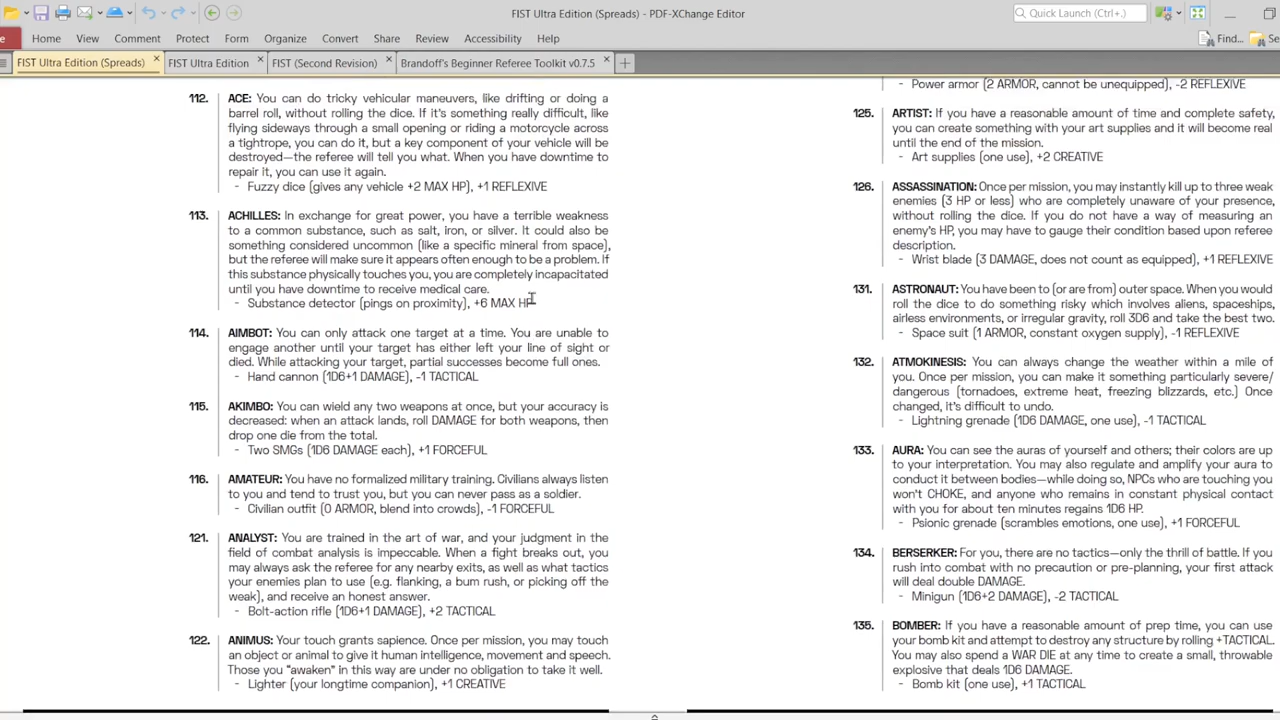 FIST Ultra Edition (Spreads) - PDF-XChange Editor
Quick Launch (Ctrl+.)
Home View Comment Protect Form Organize Convert Share Review Accessibility Help
Find...
FIST Ultra Edition (Spreads) FIST Ultra Edition FIST (Second Revision) Brandoff's Beginner Referee Toolkit v0.7.5
112. ACE: You can do tricky vehicular maneuvers, like drifting or doing a
barrel roll, without rolling the dice. If it's something really difficult, like
flying sideways through a small opening or riding a motorcycle across
a tightrope, you can do it, but a key component of your vehicle will be
destroyed—the referee will tell you what. When you have downtime to
repair it, you can use it again.
- Fuzzy dice (gives any vehicle +2 MAX HP), +1 REFLEXIVE
113. ACHILLES: In exchange for great power, you have a terrible weakness
to a common substance, such as salt, iron, or silver. It could also be
something considered uncommon (like a specific mineral from space),
but the referee will make sure it appears often enough to be a problem. If
this substance physically touches you, you are completely incapacitated
until you have downtime to receive medical care.
- Substance detector (pings on proximity), +6 MAX HP
114. AIMBOT: You can only attack one target at a time. You are unable to
engage another until your target has either left your line of sight or
died. While attacking your target, partial successes become full ones.
- Hand cannon (1D6+1 DAMAGE), -1 TACTICAL
115. AKIMBO: You can wield any two weapons at once, but your accuracy is
decreased: when an attack lands, roll DAMAGE for both weapons, then
drop one die from the total.
- Two SMGs (1D6 DAMAGE each), +1 FORCEFUL
116. AMATEUR: You have no formalized military training. Civilians always listen
to you and tend to trust you, but you can never pass as a soldier.
- Civilian outfit (0 ARMOR, blend into crowds), -1 FORCEFUL
121. ANALYST: You are trained in the art of war, and your judgment in the
field of combat analysis is impeccable. When a fight breaks out, you
may always ask the referee for any nearby exits, as well as what tactics
your enemies plan to use (e.g. flanking, a bum rush, or picking off the
weak), and receive an honest answer.
- Bolt-action rifle (1D6+1 DAMAGE), +2 TACTICAL
122. ANIMUS: Your touch grants sapience. Once per mission, you may touch
an object or animal to give it human intelligence, movement and speech.
Those you "awaken" in this way are under no obligation to take it well.
- Lighter (your longtime companion), +1 CREATIVE
- Power armor (2 ARMOR, cannot be unequipped), -2 REFLEXIVE
125. ARTIST: If you have a reasonable amount of time and complete safety,
you can create something with your art supplies and it will become real
until the end of the mission.
- Art supplies (one use), +2 CREATIVE
126. ASSASSINATION: Once per mission, you may instantly kill up to three weak
enemies (3 HP or less) who are completely unaware of your presence,
without rolling the dice. If you do not have a way of measuring an
enemy's HP, you may have to gauge their condition based upon referee
description.
- Wrist blade (3 DAMAGE, does not count as equipped), +1 REFLEXIVE
131. ASTRONAUT: You have been to (or are from) outer space. When you would
roll the dice to do something risky which involves aliens, spaceships,
airless environments, or irregular gravity, roll 3D6 and take the best two.
- Space suit (1 ARMOR, constant oxygen supply), -1 REFLEXIVE
132. ATMOKINESIS: You can always change the weather within a mile of
you. Once per mission, you can make it something particularly severe/
dangerous (tornadoes, extreme heat, freezing blizzards, etc.) Once
changed, it's difficult to undo.
- Lightning grenade (1D6 DAMAGE, one use), -1 TACTICAL
133. AURA: You can see the auras of yourself and others; their colors are up
to your interpretation. You may also regulate and amplify your aura to
conduct it between bodies—while doing so, NPCs who are touching you
won't CHOKE, and anyone who remains in constant physical contact
with you for about ten minutes regains 1D6 HP.
- Psionic grenade (scrambles emotions, one use), +1 FORCEFUL
134. BERSERKER: For you, there are no tactics—only the thrill of battle. If you
rush into combat with no precaution or pre-planning, your first attack
will deal double DAMAGE.
- Minigun (1D6+2 DAMAGE), -2 TACTICAL
135. BOMBER: If you have a reasonable amount of prep time, you can use
your bomb kit and attempt to destroy any structure by rolling +TACTICAL.
You may also spend a WAR DIE at any time to create a small, throwable
explosive that deals 1D6 DAMAGE.
- Bomb kit (one use), +1 TACTICAL